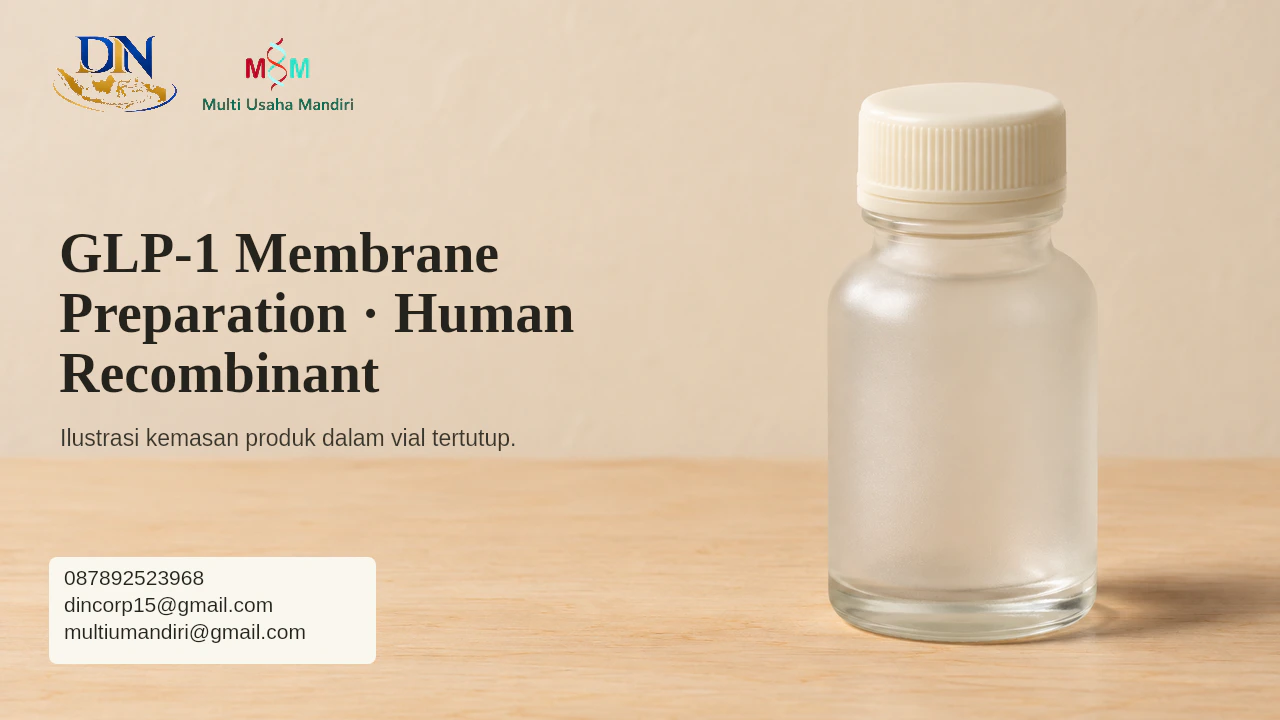 DIN
MSM
Multi Usaha Mandiri
GLP-1 Membrane
Preparation · Human
Recombinant
Ilustrasi kemasan produk dalam vial tertutup.
087892523968
dincorp15@gmail.com
multiumandiri@gmail.com